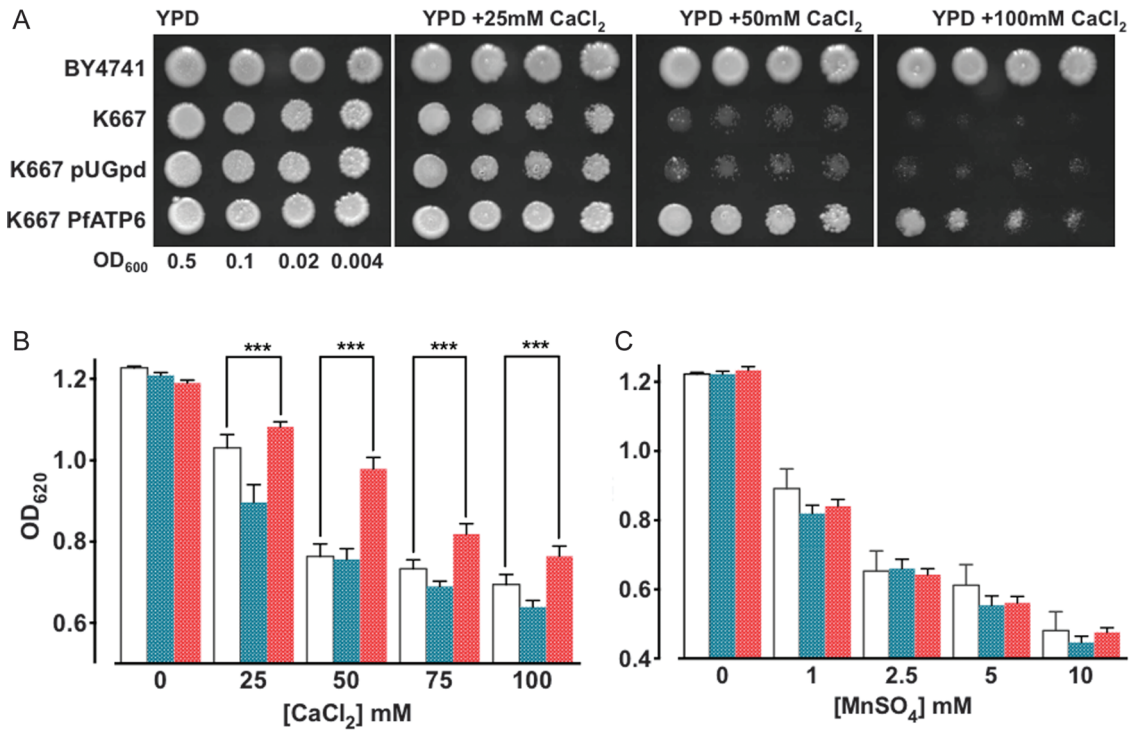 A
YPD YPD +25mM CaCl₂ YPD +50mM CaCl₂ YPD +100mM CaCl₂
BY4741
K667
K667 pUGpd
K667 PfATP6
OD₆₀₀ 0.5 0.1 0.02 0.004
B
*** *** *** ***
1.2
1.0
0.8
0.6
OD₆₂₀
0 25 50 75 100
[CaCl₂] mM
C
1.2
1.0
0.8
0.6
0.4
0 1 2.5 5 10
[MnSO₄] mM